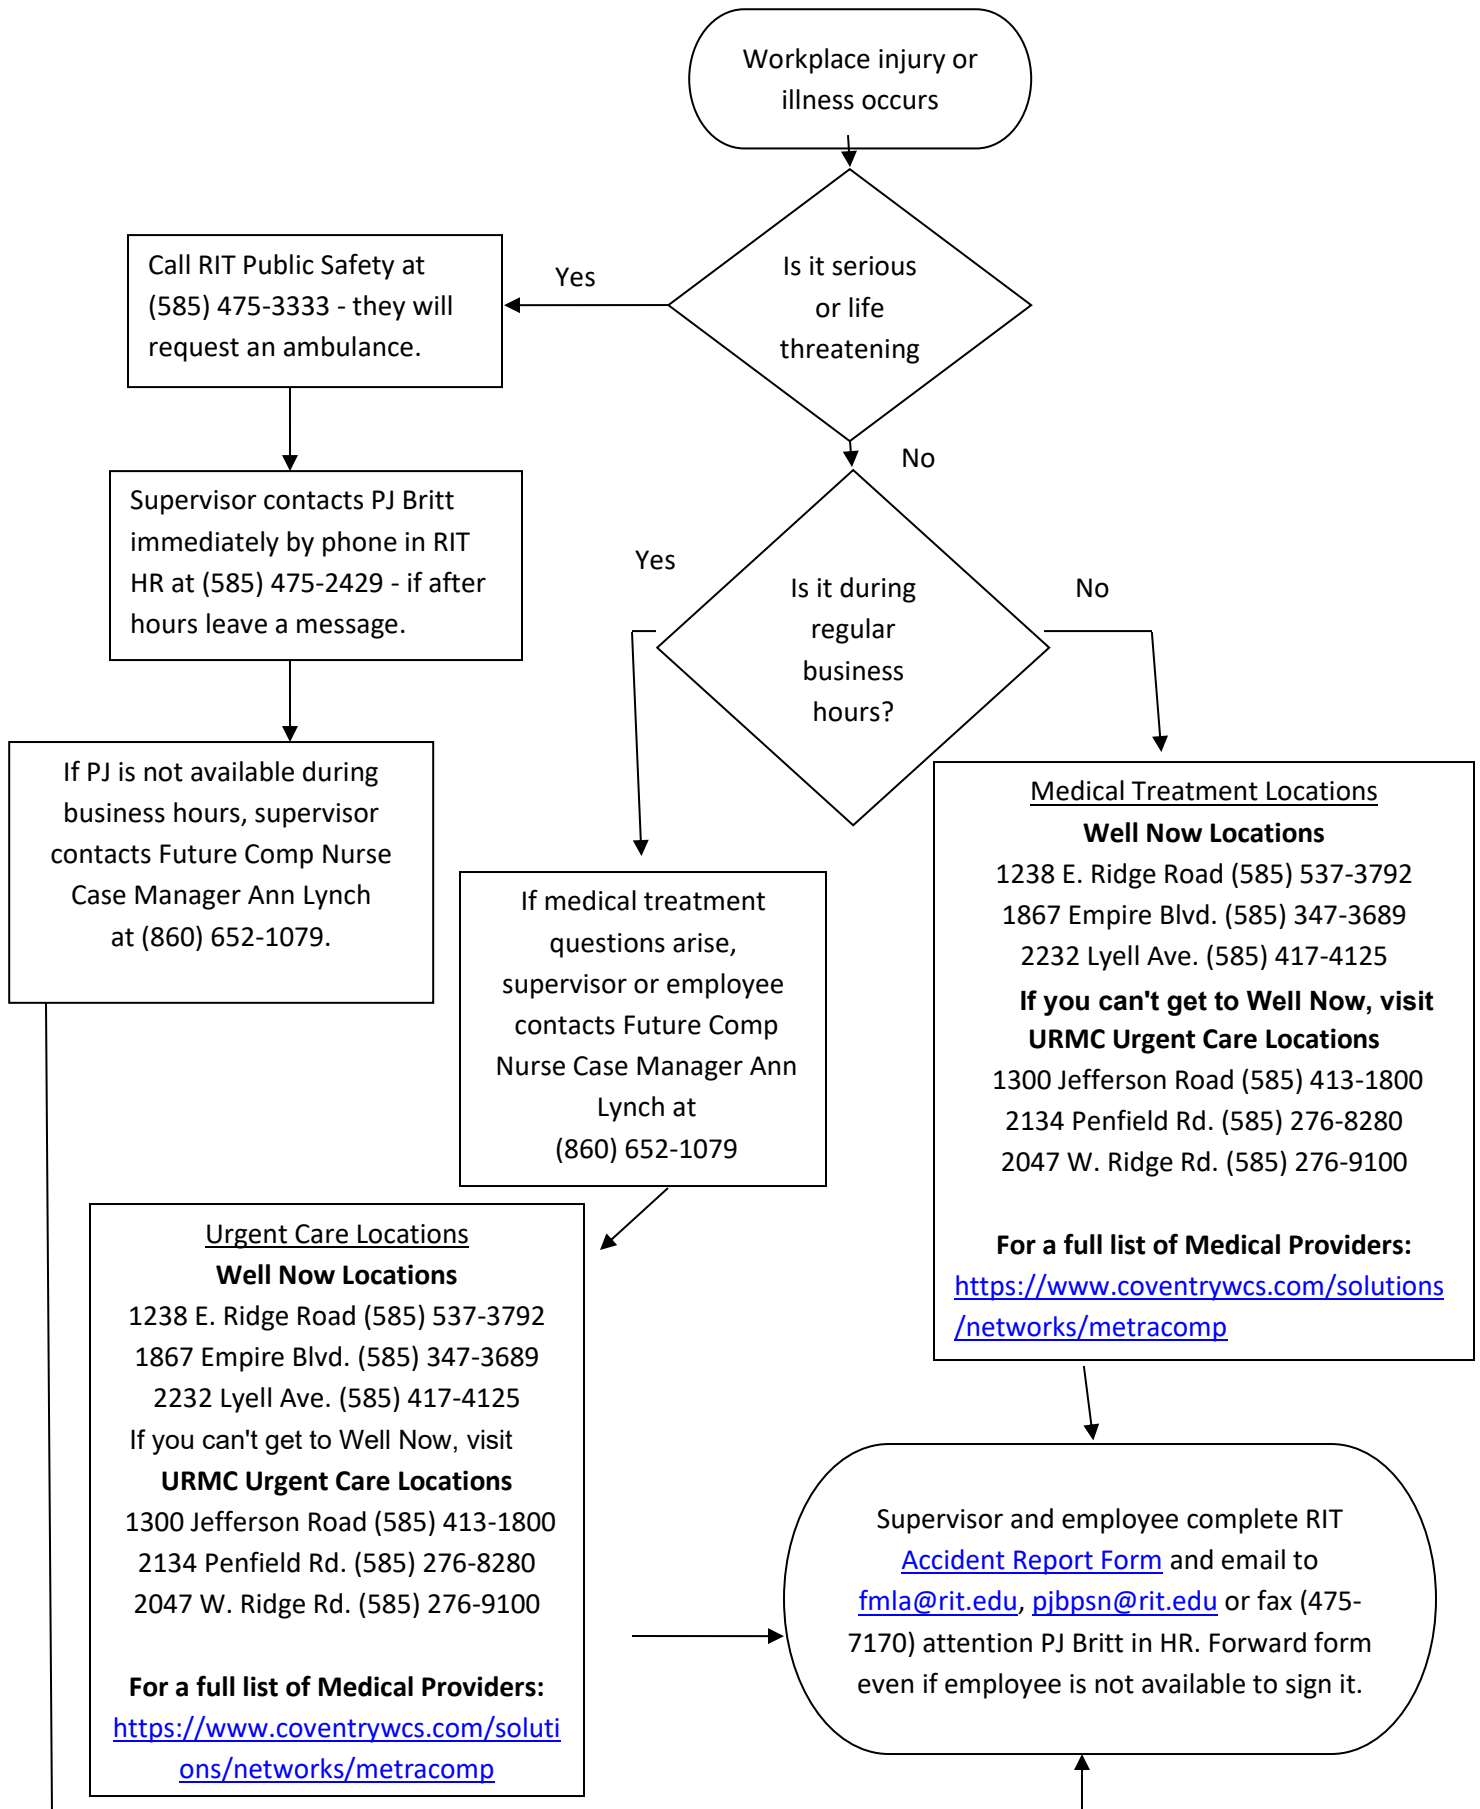 Workplace injury or
illness occurs
Is it serious
or life
threatening
Yes
Call RIT Public Safety at
(585) 475-3333 - they will
request an ambulance.
Supervisor contacts PJ Britt
immediately by phone in RIT
HR at (585) 475-2429 - if after
hours leave a message.
If PJ is not available during
business hours, supervisor
contacts Future Comp Nurse
Case Manager Ann Lynch
at (860) 652-1079.
No
Is it during
regular
business
hours?
Yes
If medical treatment
questions arise,
supervisor or employee
contacts Future Comp
Nurse Case Manager Ann
Lynch at
(860) 652-1079
Urgent Care Locations
Well Now Locations
1238 E. Ridge Road (585) 537-3792
1867 Empire Blvd. (585) 347-3689
2232 Lyell Ave. (585) 417-4125
If you can't get to Well Now, visit
URMC Urgent Care Locations
1300 Jefferson Road (585) 413-1800
2134 Penfield Rd. (585) 276-8280
2047 W. Ridge Rd. (585) 276-9100
For a full list of Medical Providers:
https://www.coventrywcs.com/soluti
ons/networks/metracomp
No
Medical Treatment Locations
Well Now Locations
1238 E. Ridge Road (585) 537-3792
1867 Empire Blvd. (585) 347-3689
2232 Lyell Ave. (585) 417-4125
If you can't get to Well Now, visit
URMC Urgent Care Locations
1300 Jefferson Road (585) 413-1800
2134 Penfield Rd. (585) 276-8280
2047 W. Ridge Rd. (585) 276-9100
For a full list of Medical Providers:
https://www.coventrywcs.com/solutions
/networks/metracomp
Supervisor and employee complete RIT
Accident Report Form and email to
fmla@rit.edu, pjbpsn@rit.edu or fax (475-
7170) attention PJ Britt in HR. Forward form
even if employee is not available to sign it.